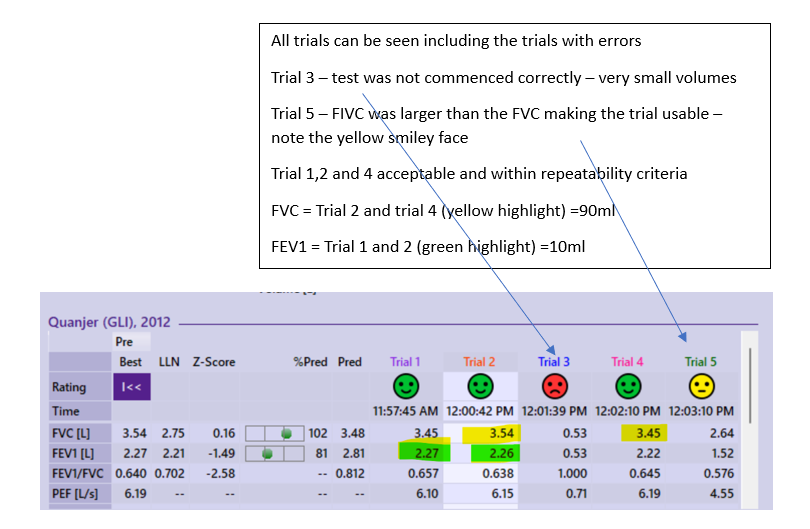 All trials can be seen including the trials with errors
Trial 3 – test was not commenced correctly – very small volumes
Trial 5 – FIVC was larger than the FVC making the trial usable –
note the yellow smiley face
Trial 1,2 and 4 acceptable and within repeatability criteria
FVC = Trial 2 and trial 4 (yellow highlight) =90ml
FEV1 = Trial 1 and 2 (green highlight) =10ml
Quanjer (GLI), 2012
Pre
Best LLN Z-Score %Pred Pred Trial 1 Trial 2 Trial 3 Trial 4 Trial 5
Rating I<<
Time 11:57:45 AM 12:00:42 PM 12:01:39 PM 12:02:10 PM 12:03:10 PM
FVC [L] 3.54 2.75 0.16 102 3.48 3.45 3.54 0.53 3.45 2.64
FEV1 [L] 2.27 2.21 -1.49 81 2.81 2.27 2.26 0.53 2.22 1.52
FEV1/FVC 0.640 0.702 -2.58 -- 0.812 0.657 0.638 1.000 0.645 0.576
PEF [L/s] 6.19 -- -- -- -- 6.10 6.15 0.71 6.19 4.55